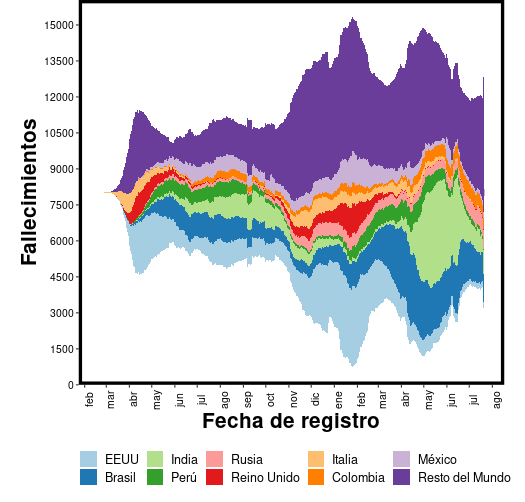 Fallecimientos
15000
13500
12000
10500
9000
7500
6000
4500
3000
1500
0
feb mar abr may jun jul ago sep oct nov dic ene feb mar abr may jun jul ago
Fecha de registro
EEUU India Rusia Italia México
Brasil Perú Reino Unido Colombia Resto del Mundo